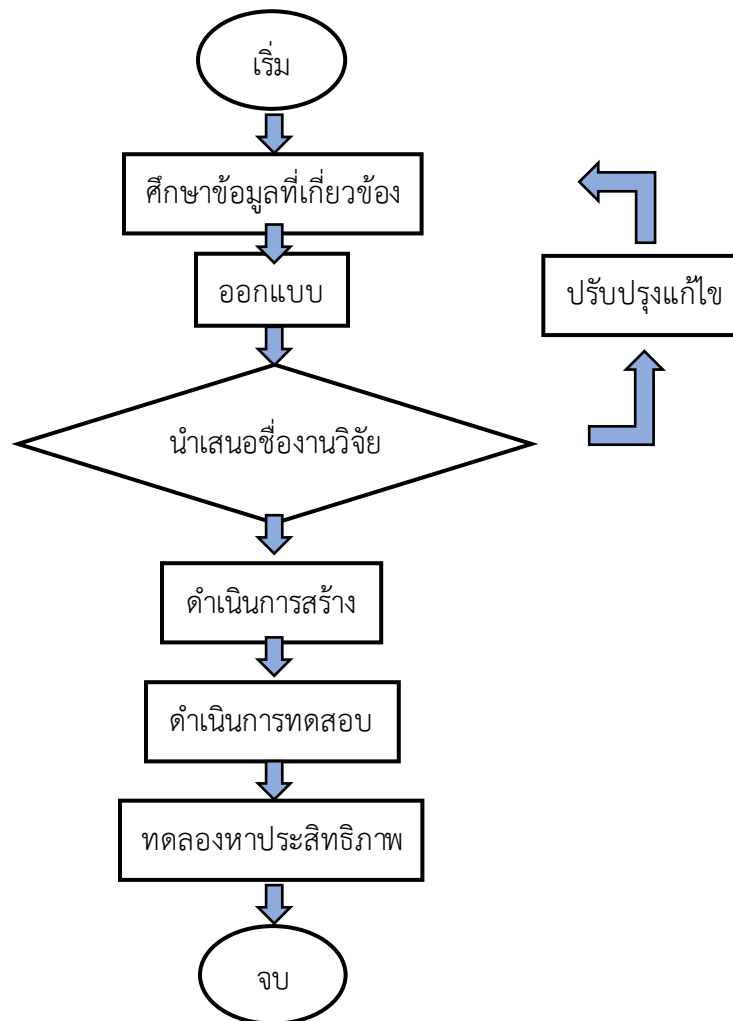 เริ่ม
ศึกษาข้อมูลที่เกี่ยวข้อง
ออกแบบ
ปรับปรุงแก้ไข
นำเสนอชื่องานวิจัย
ดำเนินการสร้าง
ดำเนินการทดสอบ
ทดลองหาประสิทธิภาพ
จบ